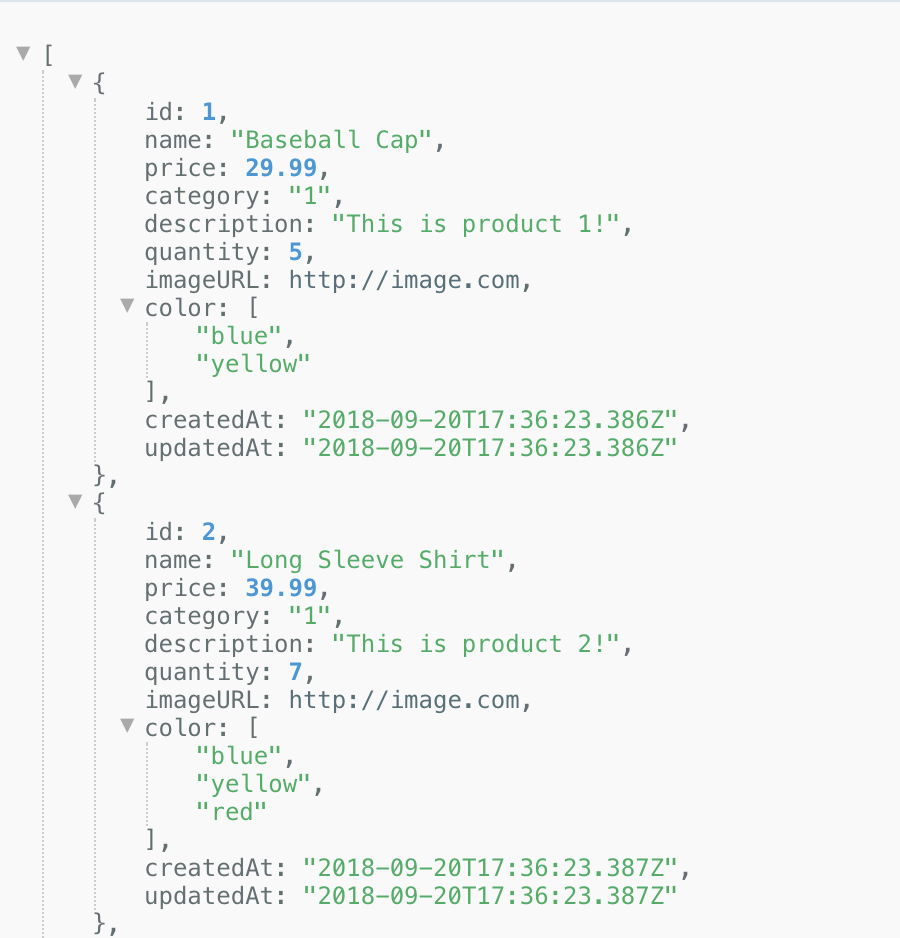 [
{
id: 1,
name: "Baseball Cap",
price: 29.99,
category: "1",
description: "This is product 1!",
quantity: 5,
imageURL: http://image.com,
color: [
"blue",
"yellow"
],
createdAt: "2018-09-20T17:36:23.386Z",
updatedAt: "2018-09-20T17:36:23.386Z"
},
{
id: 2,
name: "Long Sleeve Shirt",
price: 39.99,
category: "1",
description: "This is product 2!",
quantity: 7,
imageURL: http://image.com,
color: [
"blue",
"yellow",
"red"
],
createdAt: "2018-09-20T17:36:23.387Z",
updatedAt: "2018-09-20T17:36:23.387Z"
},